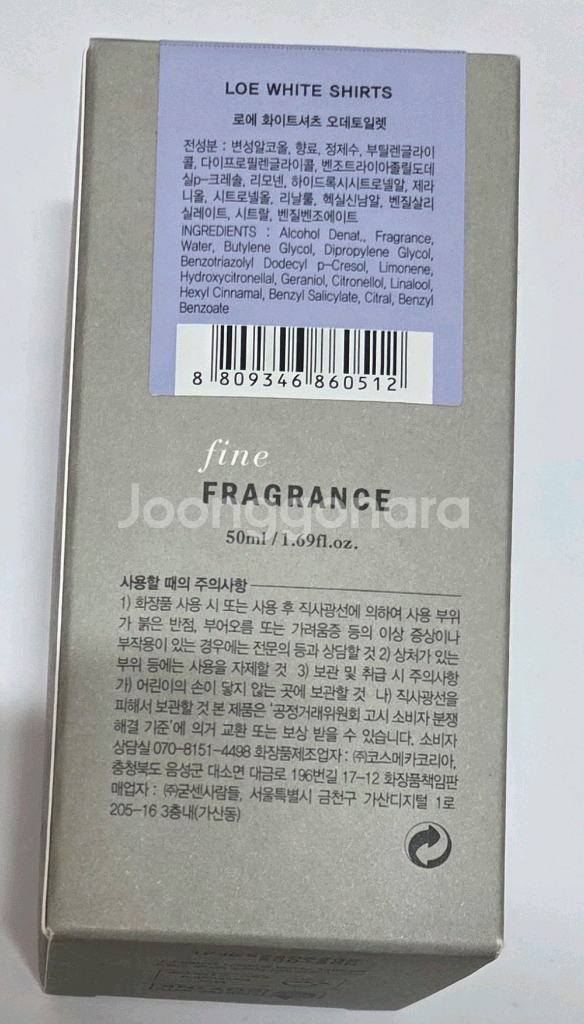 LOE WHITE SHIRTS
로에 화이트셔츠 오데토일렛
전성분 : 변성알코올, 향료, 정제수, 부틸렌글라이
콜, 다이프로필렌글라이콜, 벤조트라이아졸릴도데
실p-크레솔, 리모넨, 하이드록시시트로넬알, 제라
니올, 시트로넬올, 리날룰, 헥실신남알, 벤질살리
실레이트, 시트랄, 벤질벤조에이트
INGREDIENTS : Alcohol Denat., Fragrance,
Water, Butylene Glycol, Dipropylene Glycol,
Benzotriazolyl Dodecyl p-Cresol, Limonene,
Hydroxycitronellal, Geraniol, Citronellol, Linalool,
Hexyl Cinnamal, Benzyl Salicylate, Citral, Benzyl
Benzoate
8 809346 860512
fine
FRAGRANCE
Joonggonara
50ml / 1.69fl.oz.
사용할 때의 주의사항
1) 화장품 사용 시 또는 사용 후 직사광선에 의하여 사용 부위
가 붉은 반점, 부어오름 또는 가려움증 등의 이상 증상이나
부작용이 있는 경우에는 전문의 등과 상담할 것 2) 상처가 있는
부위 등에는 사용을 자제할 것 3) 보관 및 취급 시 주의사항
가) 어린이의 손이 닿지 않는 곳에 보관할 것 나) 직사광선을
피해서 보관할 것 본 제품은 '공정거래위원회 고시 소비자 분쟁
해결 기준'에 의거 교환 또는 보상 받을 수 있습니다. 소비자
상담실 070-8151-4498 화장품제조업자 : ㈜코스메카코리아,
충청북도 음성군 대소면 대금로 196번길 17-12 화장품책임판
매업자 : ㈜굳센사람들, 서울특별시 금천구 가산디지털 1로
205-16 3층내(가산동)